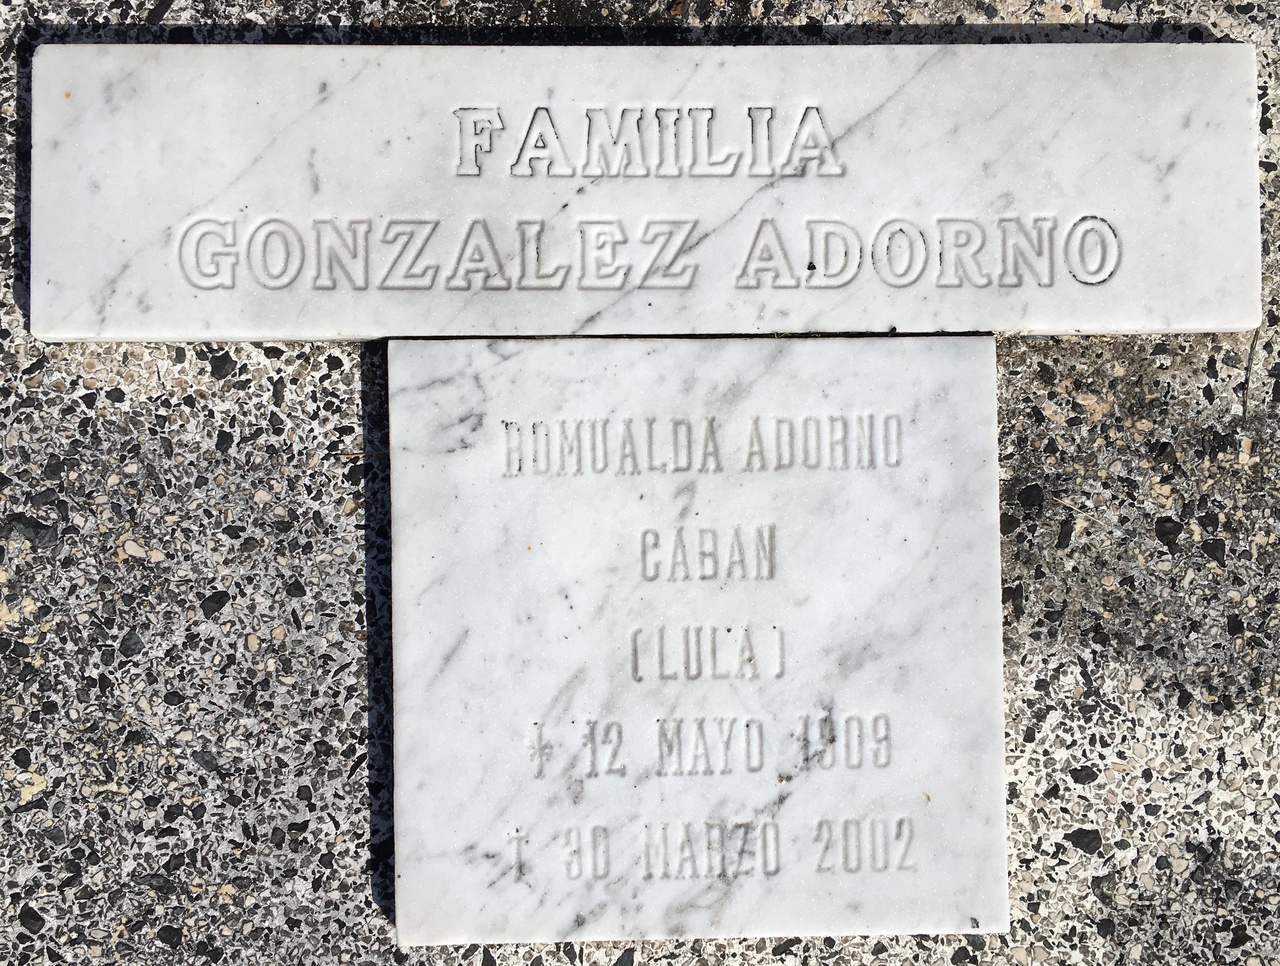 FAMILIA
GONZALEZ ADORNO
ROMUALDA ADORNO
CABAN
(LULA)
12 MAYO 1909
† 30 MARZO 2002